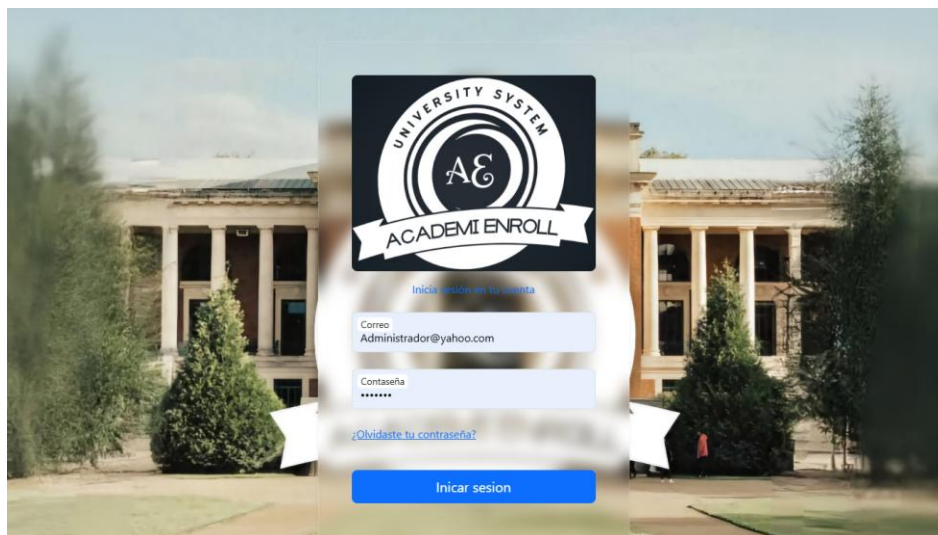 UNIVERSITY SYSTEM
AE
ACADEMI ENROLL
Inicia sesión en tu cuenta
Correo
Administrador@yahoo.com
Contaseña
•••••••
¿Olvidaste tu contraseña?
Inicar sesion